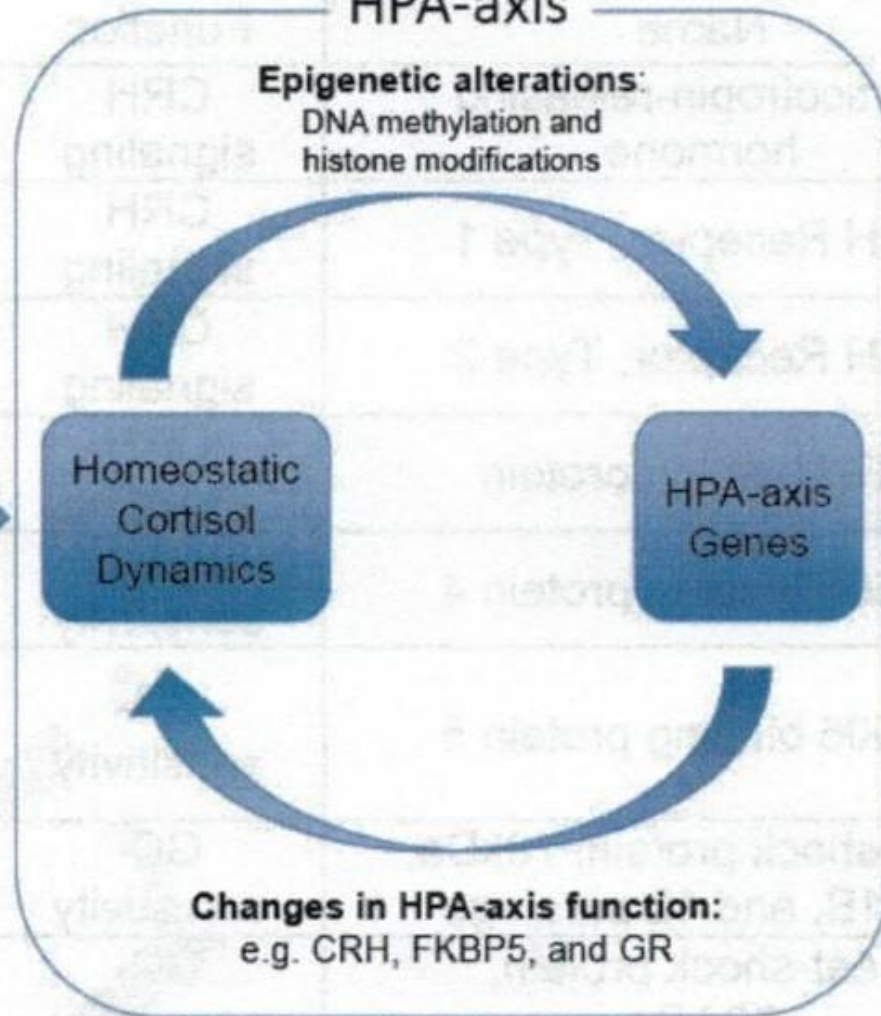 HPA-axis
Epigenetic alterations:
DNA methylation and
histone modifications
Homeostatic
Cortisol
Dynamics
HPA-axis
Genes
Changes in HPA-axis function:
e.g. CRH, FKBP5, and GR